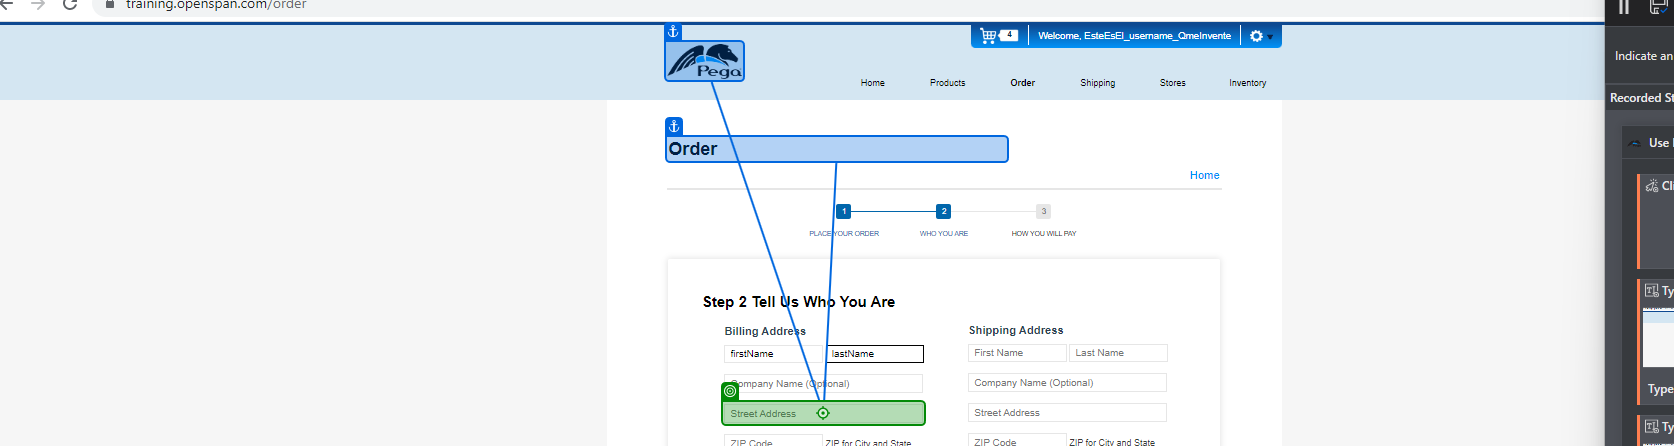 training.openspan.com/order
4
Welcome, EsteEsEl_username_QmeInvente
Indicate an
Pega
Home Products Order Shipping Stores Inventory
Recorded St
Order
Use
Home
Cli
1 2 3
PLACE YOUR ORDER WHO YOU ARE HOW YOU WILL PAY
Ty
Step 2 Tell Us Who You Are
Billing Address Shipping Address
firstName lastName First Name Last Name
Company Name (Optional) Company Name (Optional)
Type
Street Address Street Address
Ty
ZIP Code ZIP for City and State ZIP Code ZIP for City and State